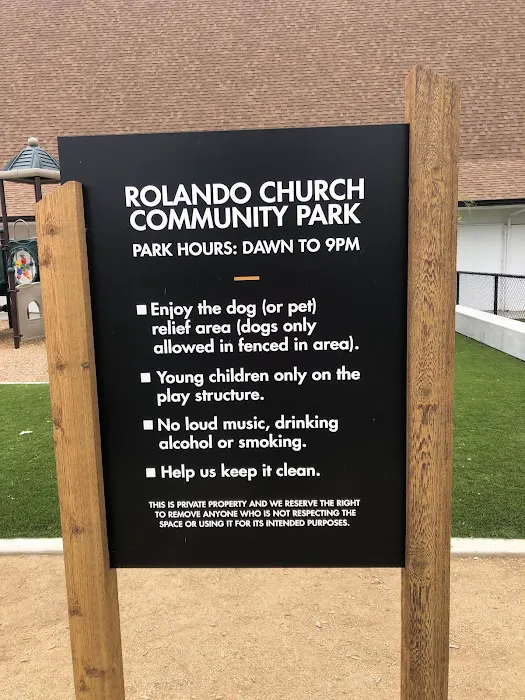 ROLANDO CHURCH
COMMUNITY PARK
PARK HOURS: DAWN TO 9PM
■ Enjoy the dog (or pet)
relief area (dogs only
allowed in fenced in area).
■ Young children only on the
play structure.
■ No loud music, drinking
alcohol or smoking.
■ Help us keep it clean.
THIS IS PRIVATE PROPERTY AND WE RESERVE THE RIGHT
TO REMOVE ANYONE WHO IS NOT RESPECTING THE
SPACE OR USING IT FOR ITS INTENDED PURPOSES.